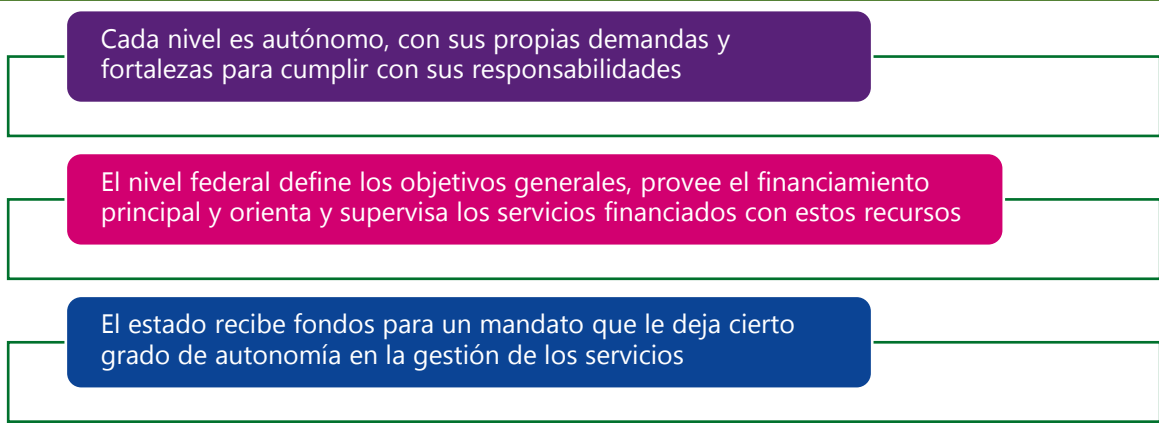 Cada nivel es autónomo, con sus propias demandas y
fortalezas para cumplir con sus responsabilidades
El nivel federal define los objetivos generales, provee el financiamiento
principal y orienta y supervisa los servicios financiados con estos recursos
El estado recibe fondos para un mandato que le deja cierto
grado de autonomía en la gestión de los servicios